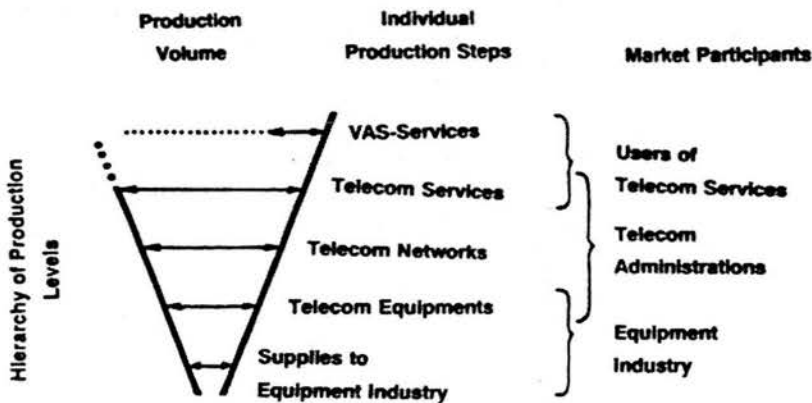 Production
Volume
Individual
Production Steps
Market Participants
Hierarchy of Production
Levels
VAS-Services
Telecom Services
Telecom Networks
Telecom Equipments
Supplies to
Equipment Industry
Users of
Telecom Services
Telecom
Administrations
Equipment
Industry